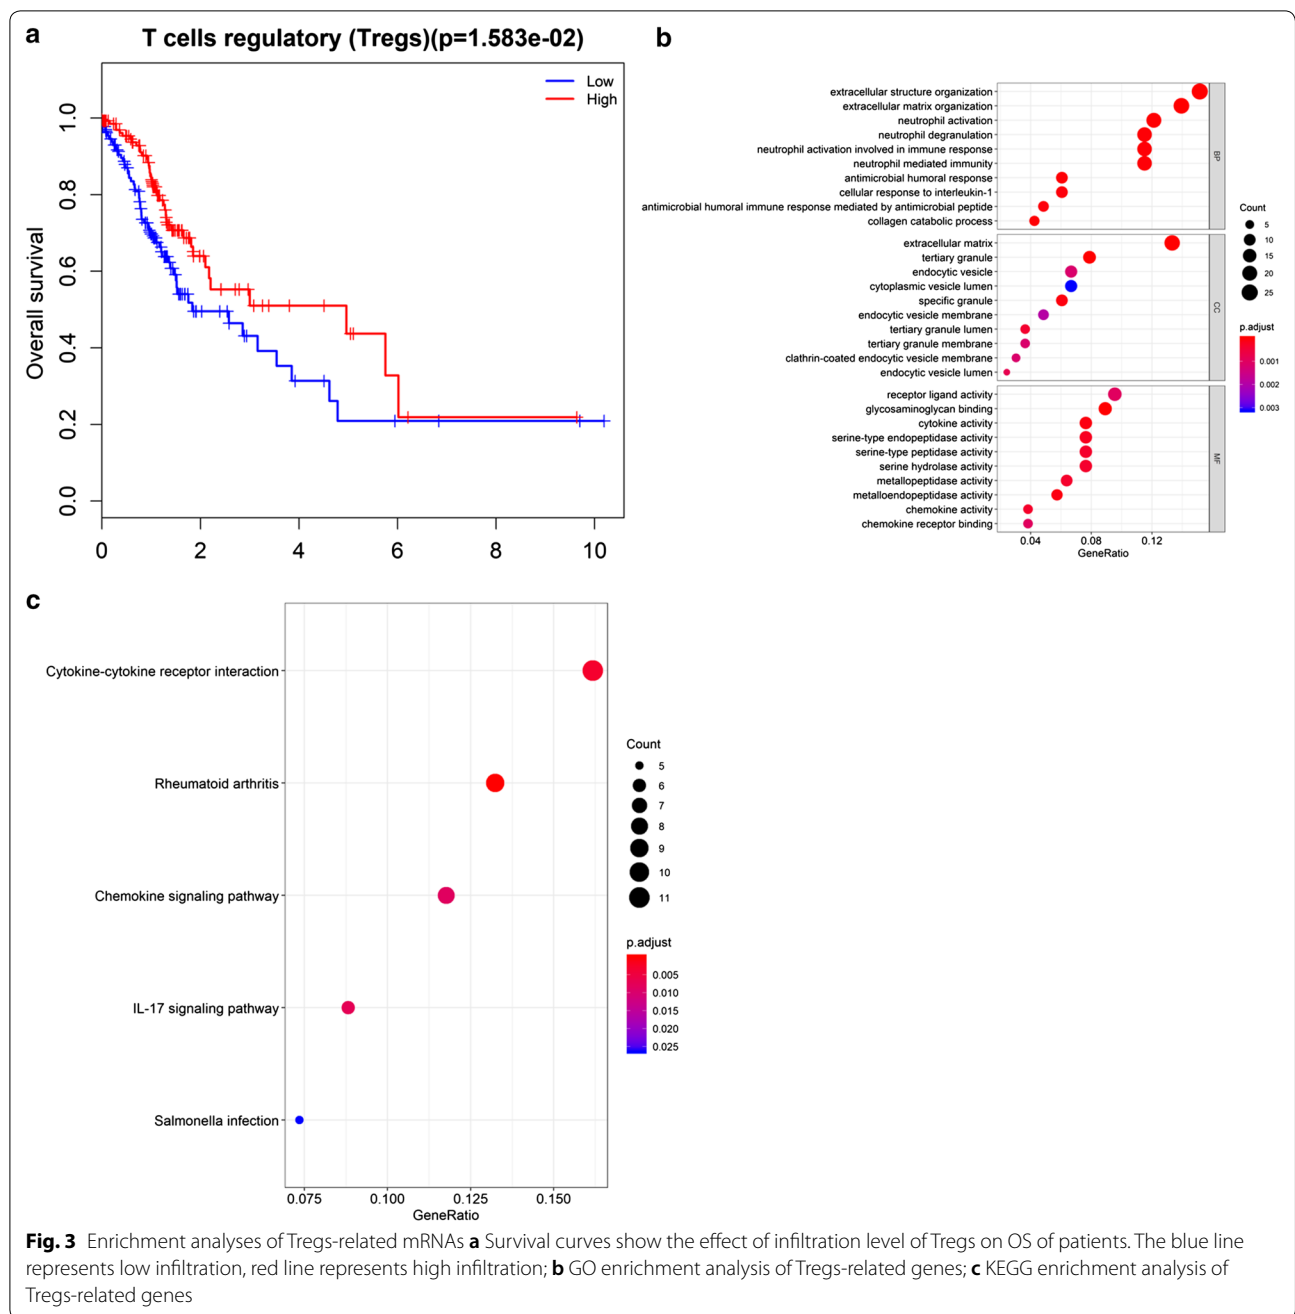 a
T cells regulatory (Tregs)(p=1.583e-02)
Low
High
Overall survival
1.0
0.8
0.6
0.4
0.2
0.0
0 2 4 6 8 10
b
extracellular structure organization
extracellular matrix organization
neutrophil activation
neutrophil degranulation
neutrophil activation involved in immune response
neutrophil mediated immunity
antimicrobial humoral response
cellular response to interleukin-1
antimicrobial humoral immune response mediated by antimicrobial peptide
collagen catabolic process
BP
extracellular matrix
tertiary granule
endocytic vesicle
cytoplasmic vesicle lumen
specific granule
endocytic vesicle membrane
tertiary granule lumen
tertiary granule membrane
clathrin-coated endocytic vesicle membrane
endocytic vesicle lumen
CC
receptor ligand activity
glycosaminoglycan binding
cytokine activity
serine-type endopeptidase activity
serine-type peptidase activity
serine hydrolase activity
metallopeptidase activity
metalloendopeptidase activity
chemokine activity
chemokine receptor binding
MF
0.04 0.08 0.12
GeneRatio
Count
5
10
15
20
25
p.adjust
0.001
0.002
0.003
c
Cytokine-cytokine receptor interaction
Rheumatoid arthritis
Chemokine signaling pathway
IL-17 signaling pathway
Salmonella infection
0.075 0.100 0.125 0.150
GeneRatio
Count
5
6
7
8
9
10
11
p.adjust
0.005
0.010
0.015
0.020
0.025
Fig. 3 Enrichment analyses of Tregs-related mRNAs a Survival curves show the effect of infiltration level of Tregs on OS of patients. The blue line
represents low infiltration, red line represents high infiltration; b GO enrichment analysis of Tregs-related genes; c KEGG enrichment analysis of
Tregs-related genes